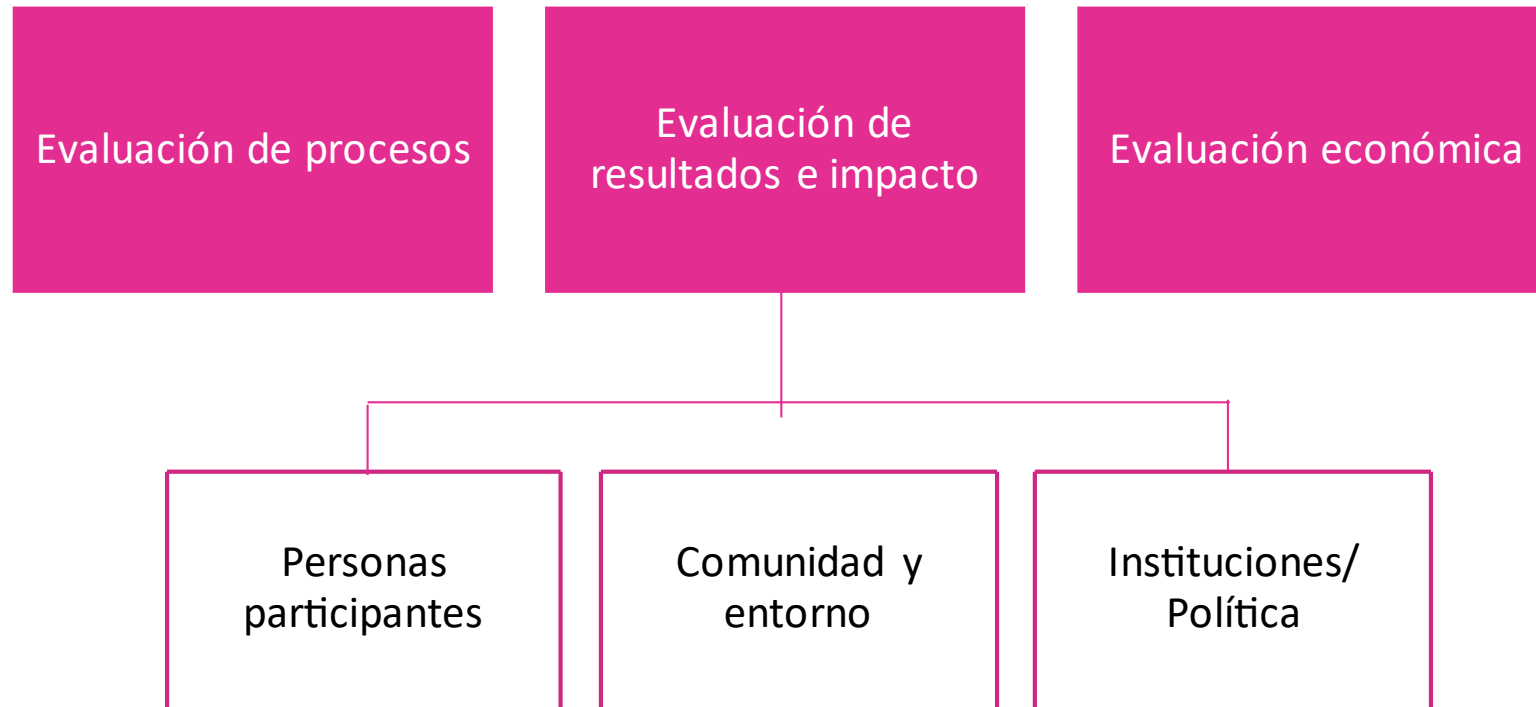 Evaluación de procesos
Evaluación de
resultados e impacto
Evaluación económica
Personas
participantes
Comunidad y
entorno
Instituciones/
Política